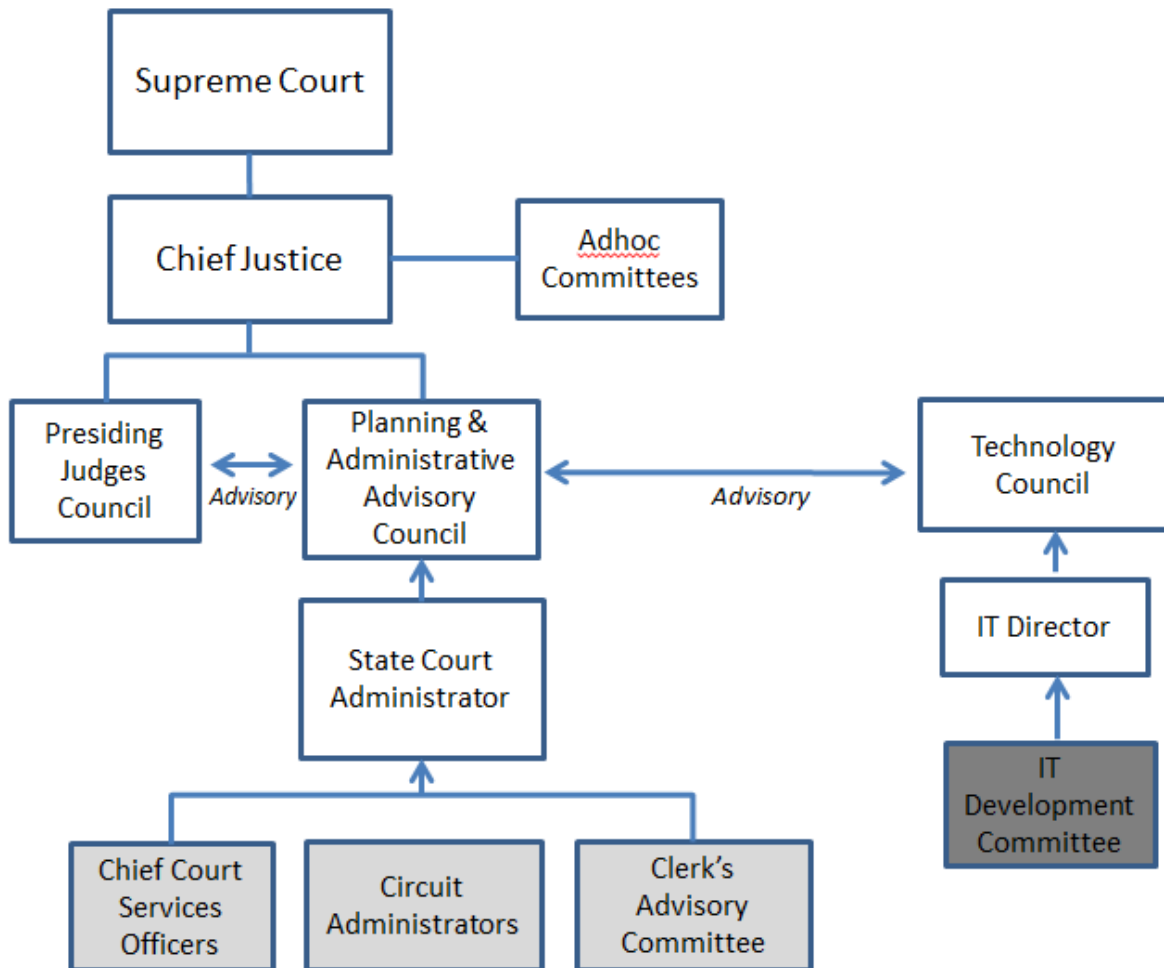 Supreme Court
Chief Justice
Adhoc
Committees
Presiding
Judges
Council
Advisory
Planning &
Administrative
Advisory
Council
Advisory
Technology
Council
State Court
Administrator
IT Director
IT
Development
Committee
Chief Court
Services
Officers
Circuit
Administrators
Clerk's
Advisory
Committee